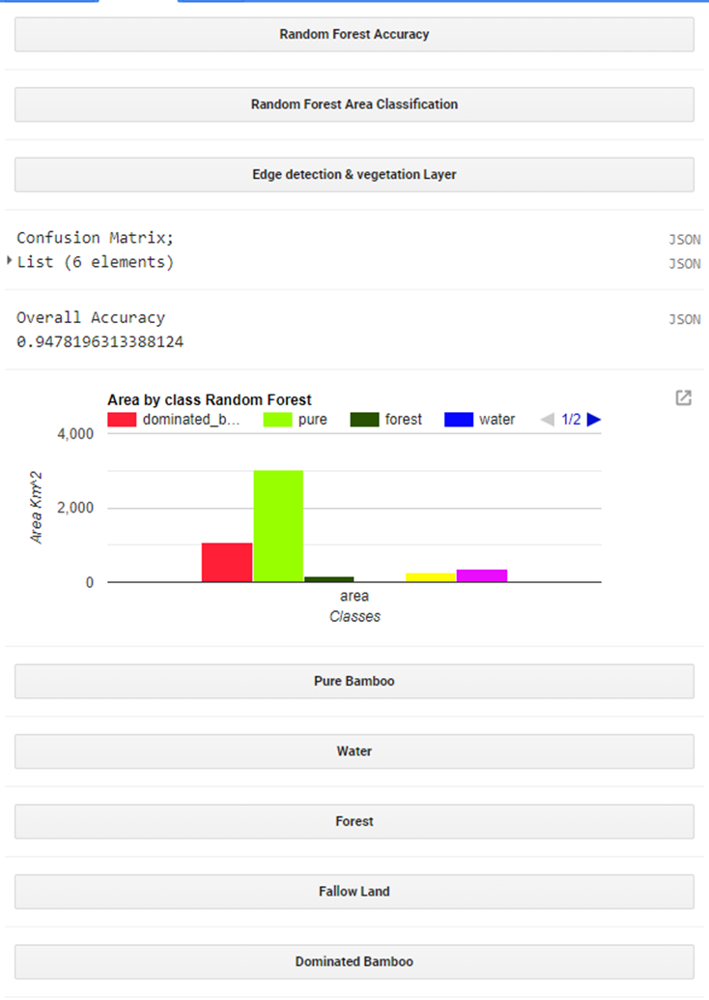 Random Forest Accuracy
Random Forest Area Classification
Edge detection & vegetation Layer
Confusion Matrix; JSON
List (6 elements) JSON
Overall Accuracy JSON
0.9478196313388124
Area by class Random Forest
dominated_b... pure forest water 1/2
4,000
2,000
0
Area Km^2
area
Classes
Pure Bamboo
Water
Forest
Fallow Land
Dominated Bamboo